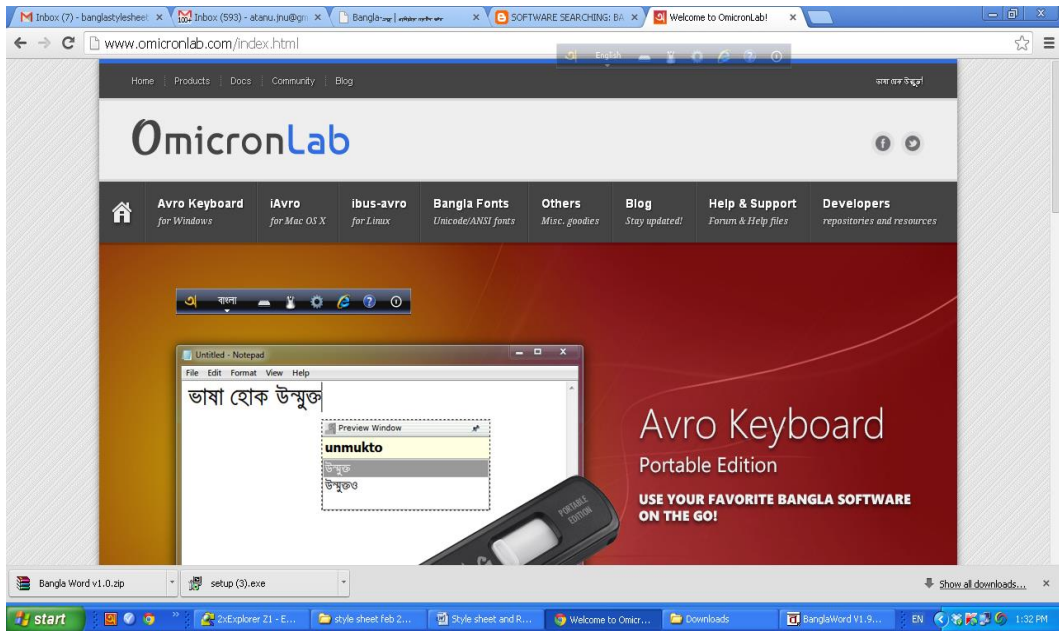 Inbox (7) - banglastylesheet
Inbox (593) - atanu.jnu@gm
Bangla-
SOFTWARE SEARCHING: BA
Welcome to OmicronLab!
www.omicronlab.com/index.html
English
Home Products Docs Community Blog
ভাষা হোক উন্মুক্ত!
OmicronLab
Avro Keyboard iAvro ibus-avro Bangla Fonts Others Blog Help & Support Developers
for Windows for Mac OS X for Linux Unicode/ANSI fonts Misc. goodies Stay updated! Forum & Help files repositories and resources
অ বাংলা
Untitled - Notepad
File Edit Format View Help
ভাষা হোক উন্মুক্ত
Preview Window
unmukto
উন্মুক্ত
উন্মুক্তও
PORTABLE EDITION
Avro Keyboard
Portable Edition
USE YOUR FAVORITE BANGLA SOFTWARE
ON THE GO!
Bangla Word v1.0.zip setup (3).exe Show all downloads...
start 2xExplorer Z1 - E... style sheet feb 2... Style sheet and R... Welcome to Omicr... Downloads BanglaWord V1.9... EN 1:32 PM